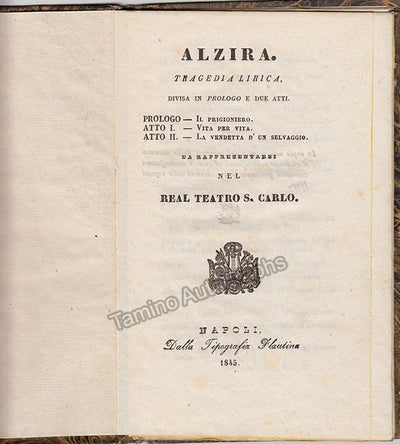 ALZIRA.
TRAGEDIA LIRICA,
DIVISA IN PROLOGO E DUE ATTI.
PROLOGO — IL PRIGIONIERO.
ATTO I. — VITA PER VITA.
ATTO II. — LA VENDETTA D' UN SELVAGGIO.
DA RAPPRESENTARSI
NEL
REAL TEATRO S. CARLO.
Tamino Autographs
NAPOLI,
Dalla Tipografia Flautina
1845.